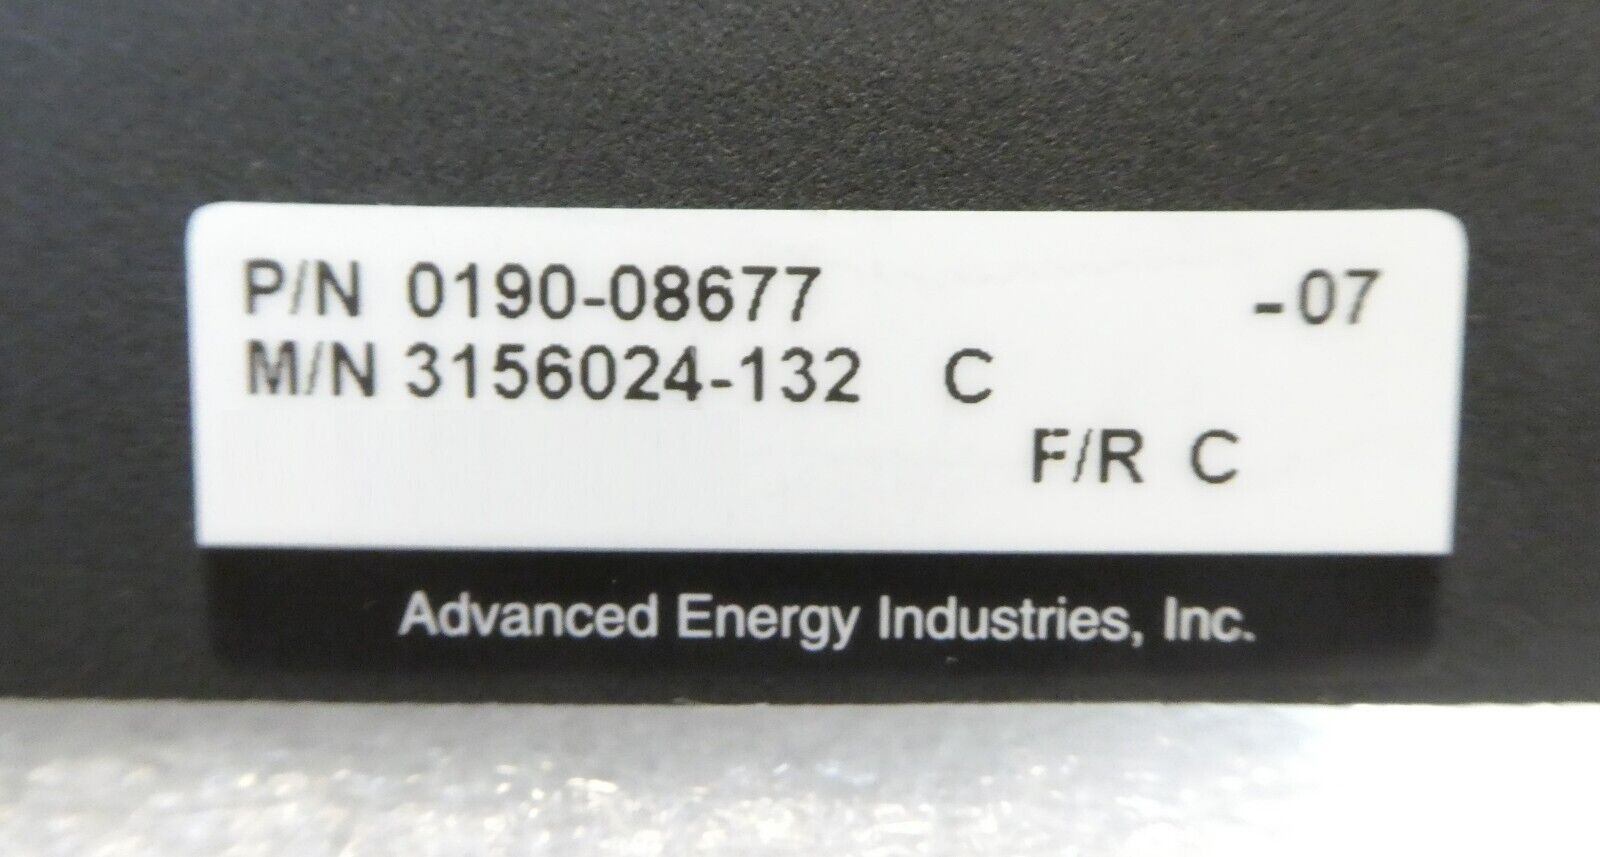 P/N 0190-08677 -07
M/N 3156024-132 C
F/R C
Advanced Energy Industries, Inc.